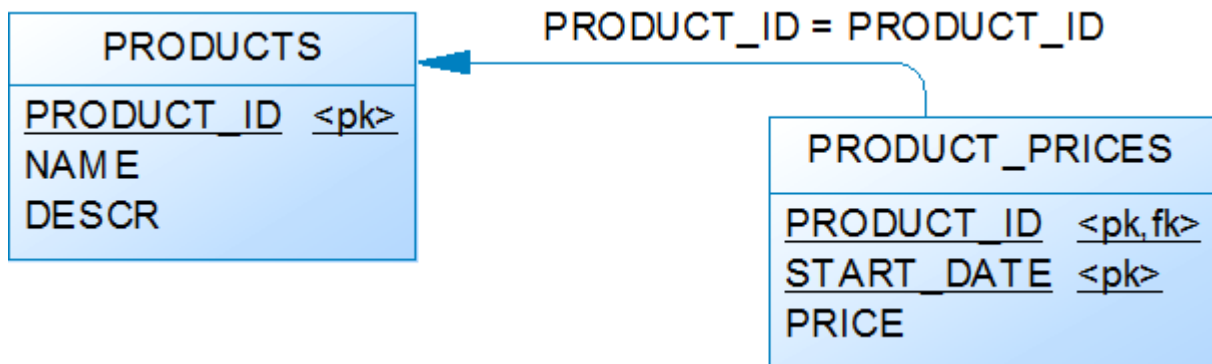 PRODUCTS
PRODUCT_ID <pk>
NAME
DESCR
PRODUCT_ID = PRODUCT_ID
PRODUCT_PRICES
PRODUCT_ID <pk,fk>
START_DATE <pk>
PRICE